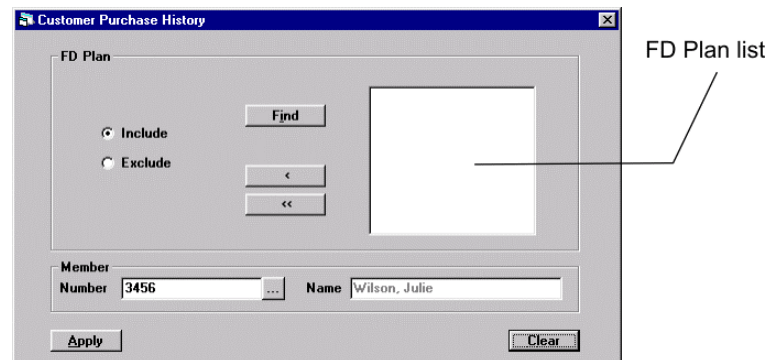 Customer Purchase History
FD Plan
FD Plan list
Find
Include
Exclude
<
<<
Member
Number 3456 ... Name Wilson, Julie
Apply Clear